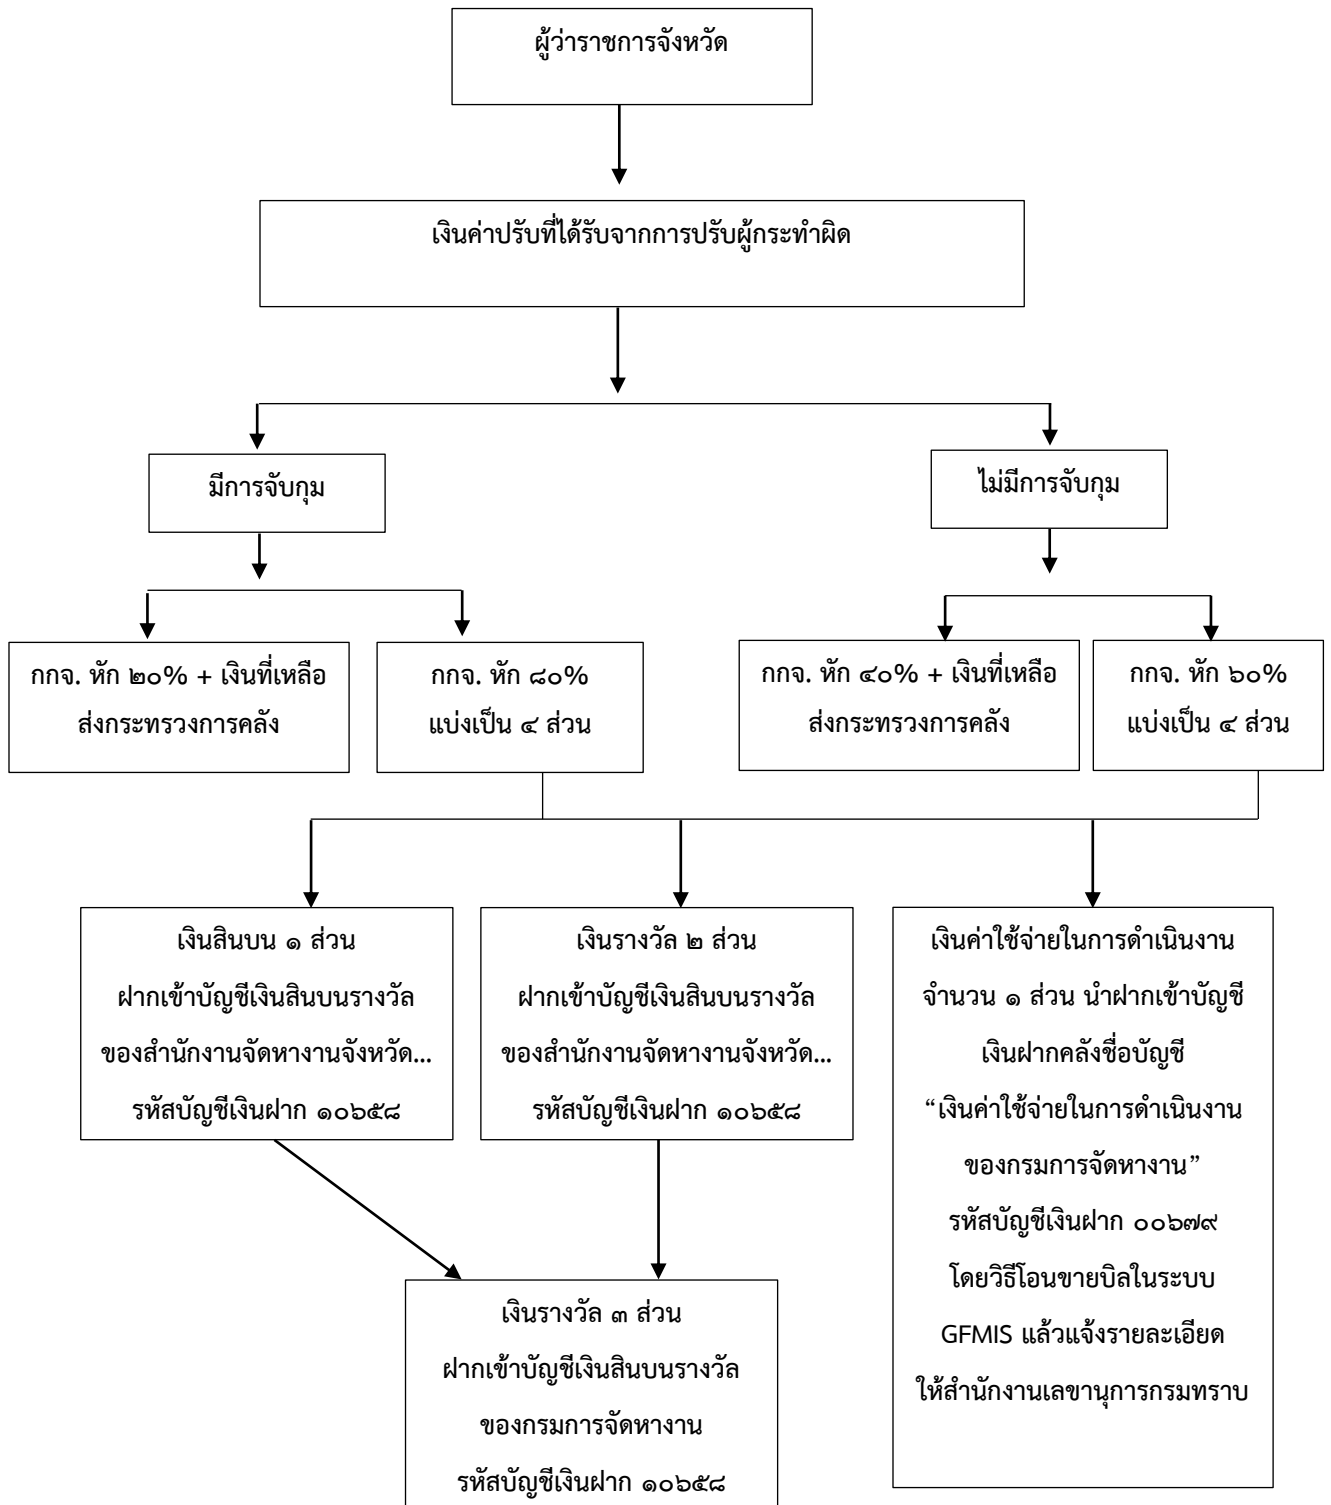 ผู้ว่าราชการจังหวัด
เงินค่าปรับที่ได้รับจากการปรับผู้กระทำผิด
มีการจับกุม
ไม่มีการจับกุม
กกจ. หัก ๒๐% + เงินที่เหลือ
ส่งกระทรวงการคลัง
กกจ. หัก ๘๐%
แบ่งเป็น ๔ ส่วน
กกจ. หัก ๔๐% + เงินที่เหลือ
ส่งกระทรวงการคลัง
กกจ. หัก ๖๐%
แบ่งเป็น ๔ ส่วน
เงินสินบน ๑ ส่วน
ฝากเข้าบัญชีเงินสินบนรางวัล
ของสำนักงานจัดหางานจังหวัด...
รหัสบัญชีเงินฝาก ๑๐๖๕๘
เงินรางวัล ๒ ส่วน
ฝากเข้าบัญชีเงินสินบนรางวัล
ของสำนักงานจัดหางานจังหวัด...
รหัสบัญชีเงินฝาก ๑๐๖๕๘
เงินค่าใช้จ่ายในการดำเนินงาน
จำนวน ๑ ส่วน นำฝากเข้าบัญชี
เงินฝากคลังชื่อบัญชี
“เงินค่าใช้จ่ายในการดำเนินงาน
ของกรมการจัดหางาน”
รหัสบัญชีเงินฝาก ๐๐๖๗๙
โดยวิธีโอนขายบิลในระบบ
GFMIS แล้วแจ้งรายละเอียด
ให้สำนักงานเลขานุการกรมทราบ
เงินรางวัล ๓ ส่วน
ฝากเข้าบัญชีเงินสินบนรางวัล
ของกรมการจัดหางาน
รหัสบัญชีเงินฝาก ๑๐๖๕๘